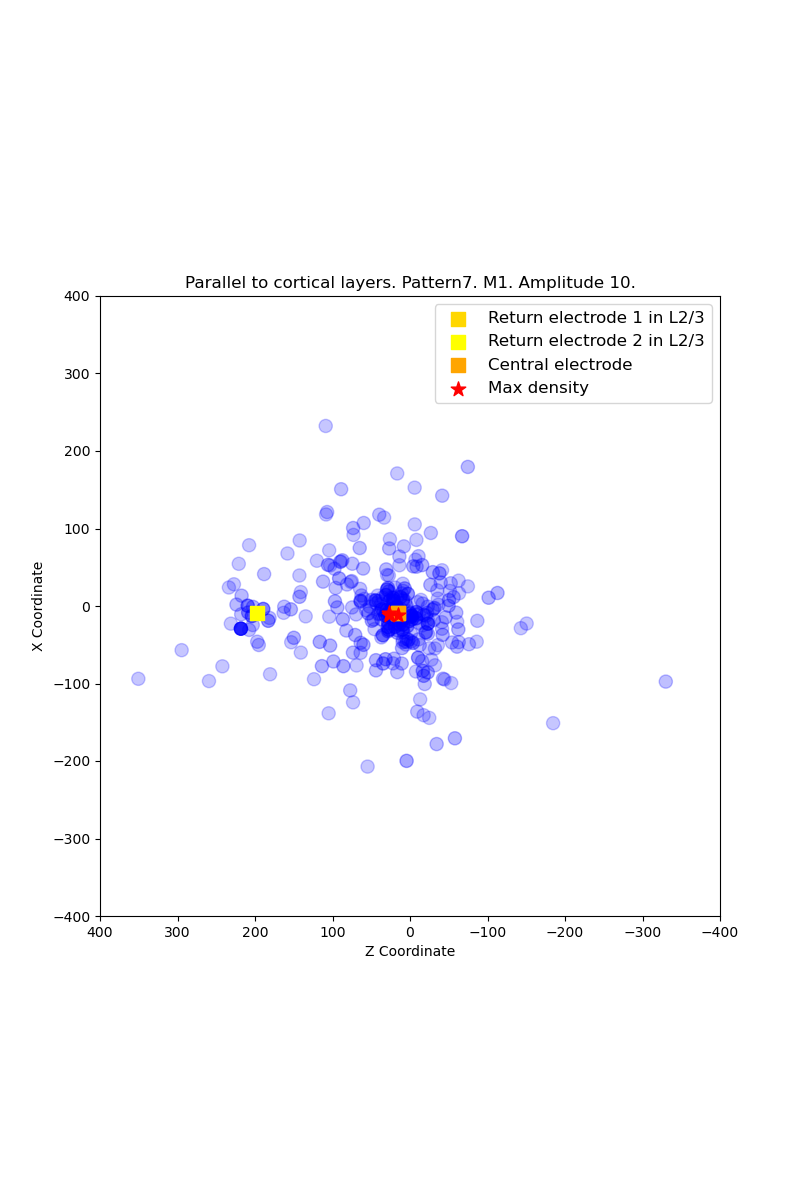 Parallel to cortical layers. Pattern7. M1. Amplitude 10.
Return electrode 1 in L2/3
Return electrode 2 in L2/3
Central electrode
Max density
400
300
200
100
0
−100
−200
−300
−400
X Coordinate
400 300 200 100 0 −100 −200 −300 −400
Z Coordinate